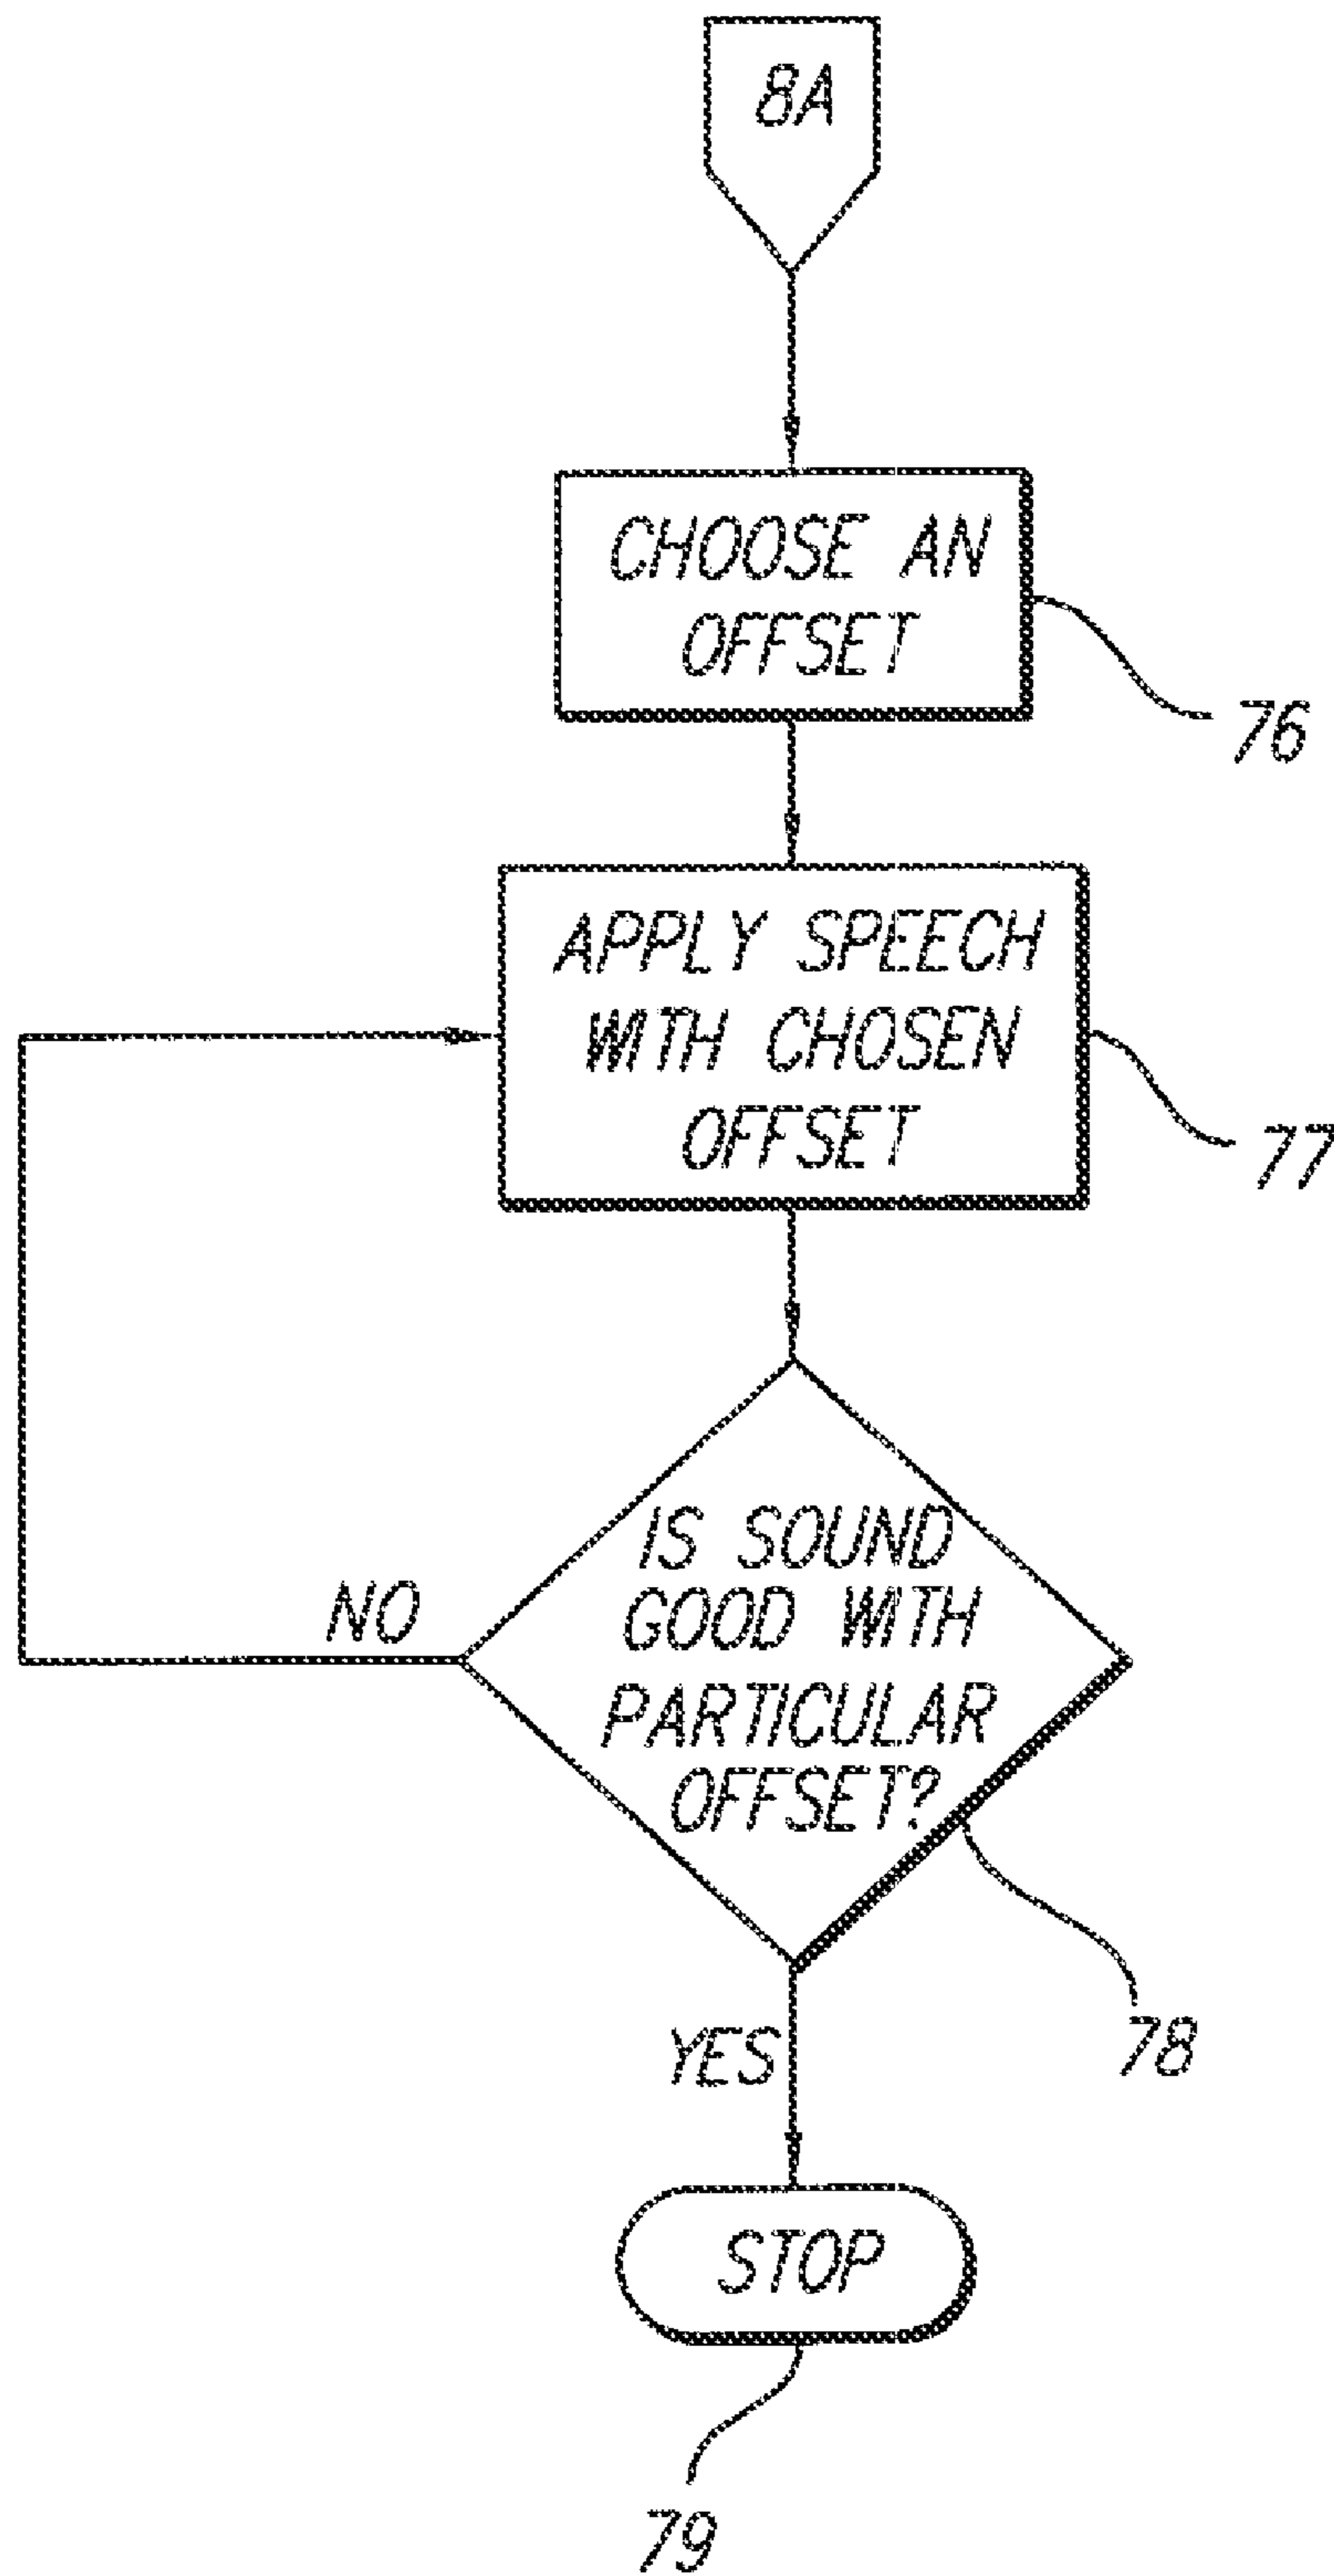 8A
CHOOSE AN
OFFSET
76
APPLY SPEECH
WITH CHOSEN
OFFSET
77
IS SOUND
GOOD WITH
PARTICULAR
OFFSET?
NO
78
YES
STOP
79